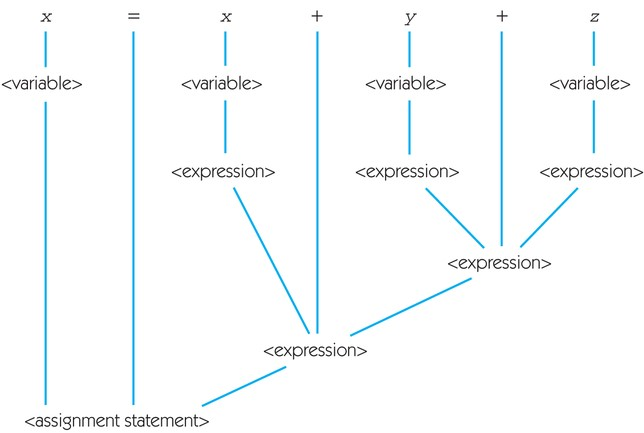 x = x + y + z
<variable> <variable> <variable> <variable>
<expression> <expression> <expression>
<expression>
<expression>
<assignment statement>